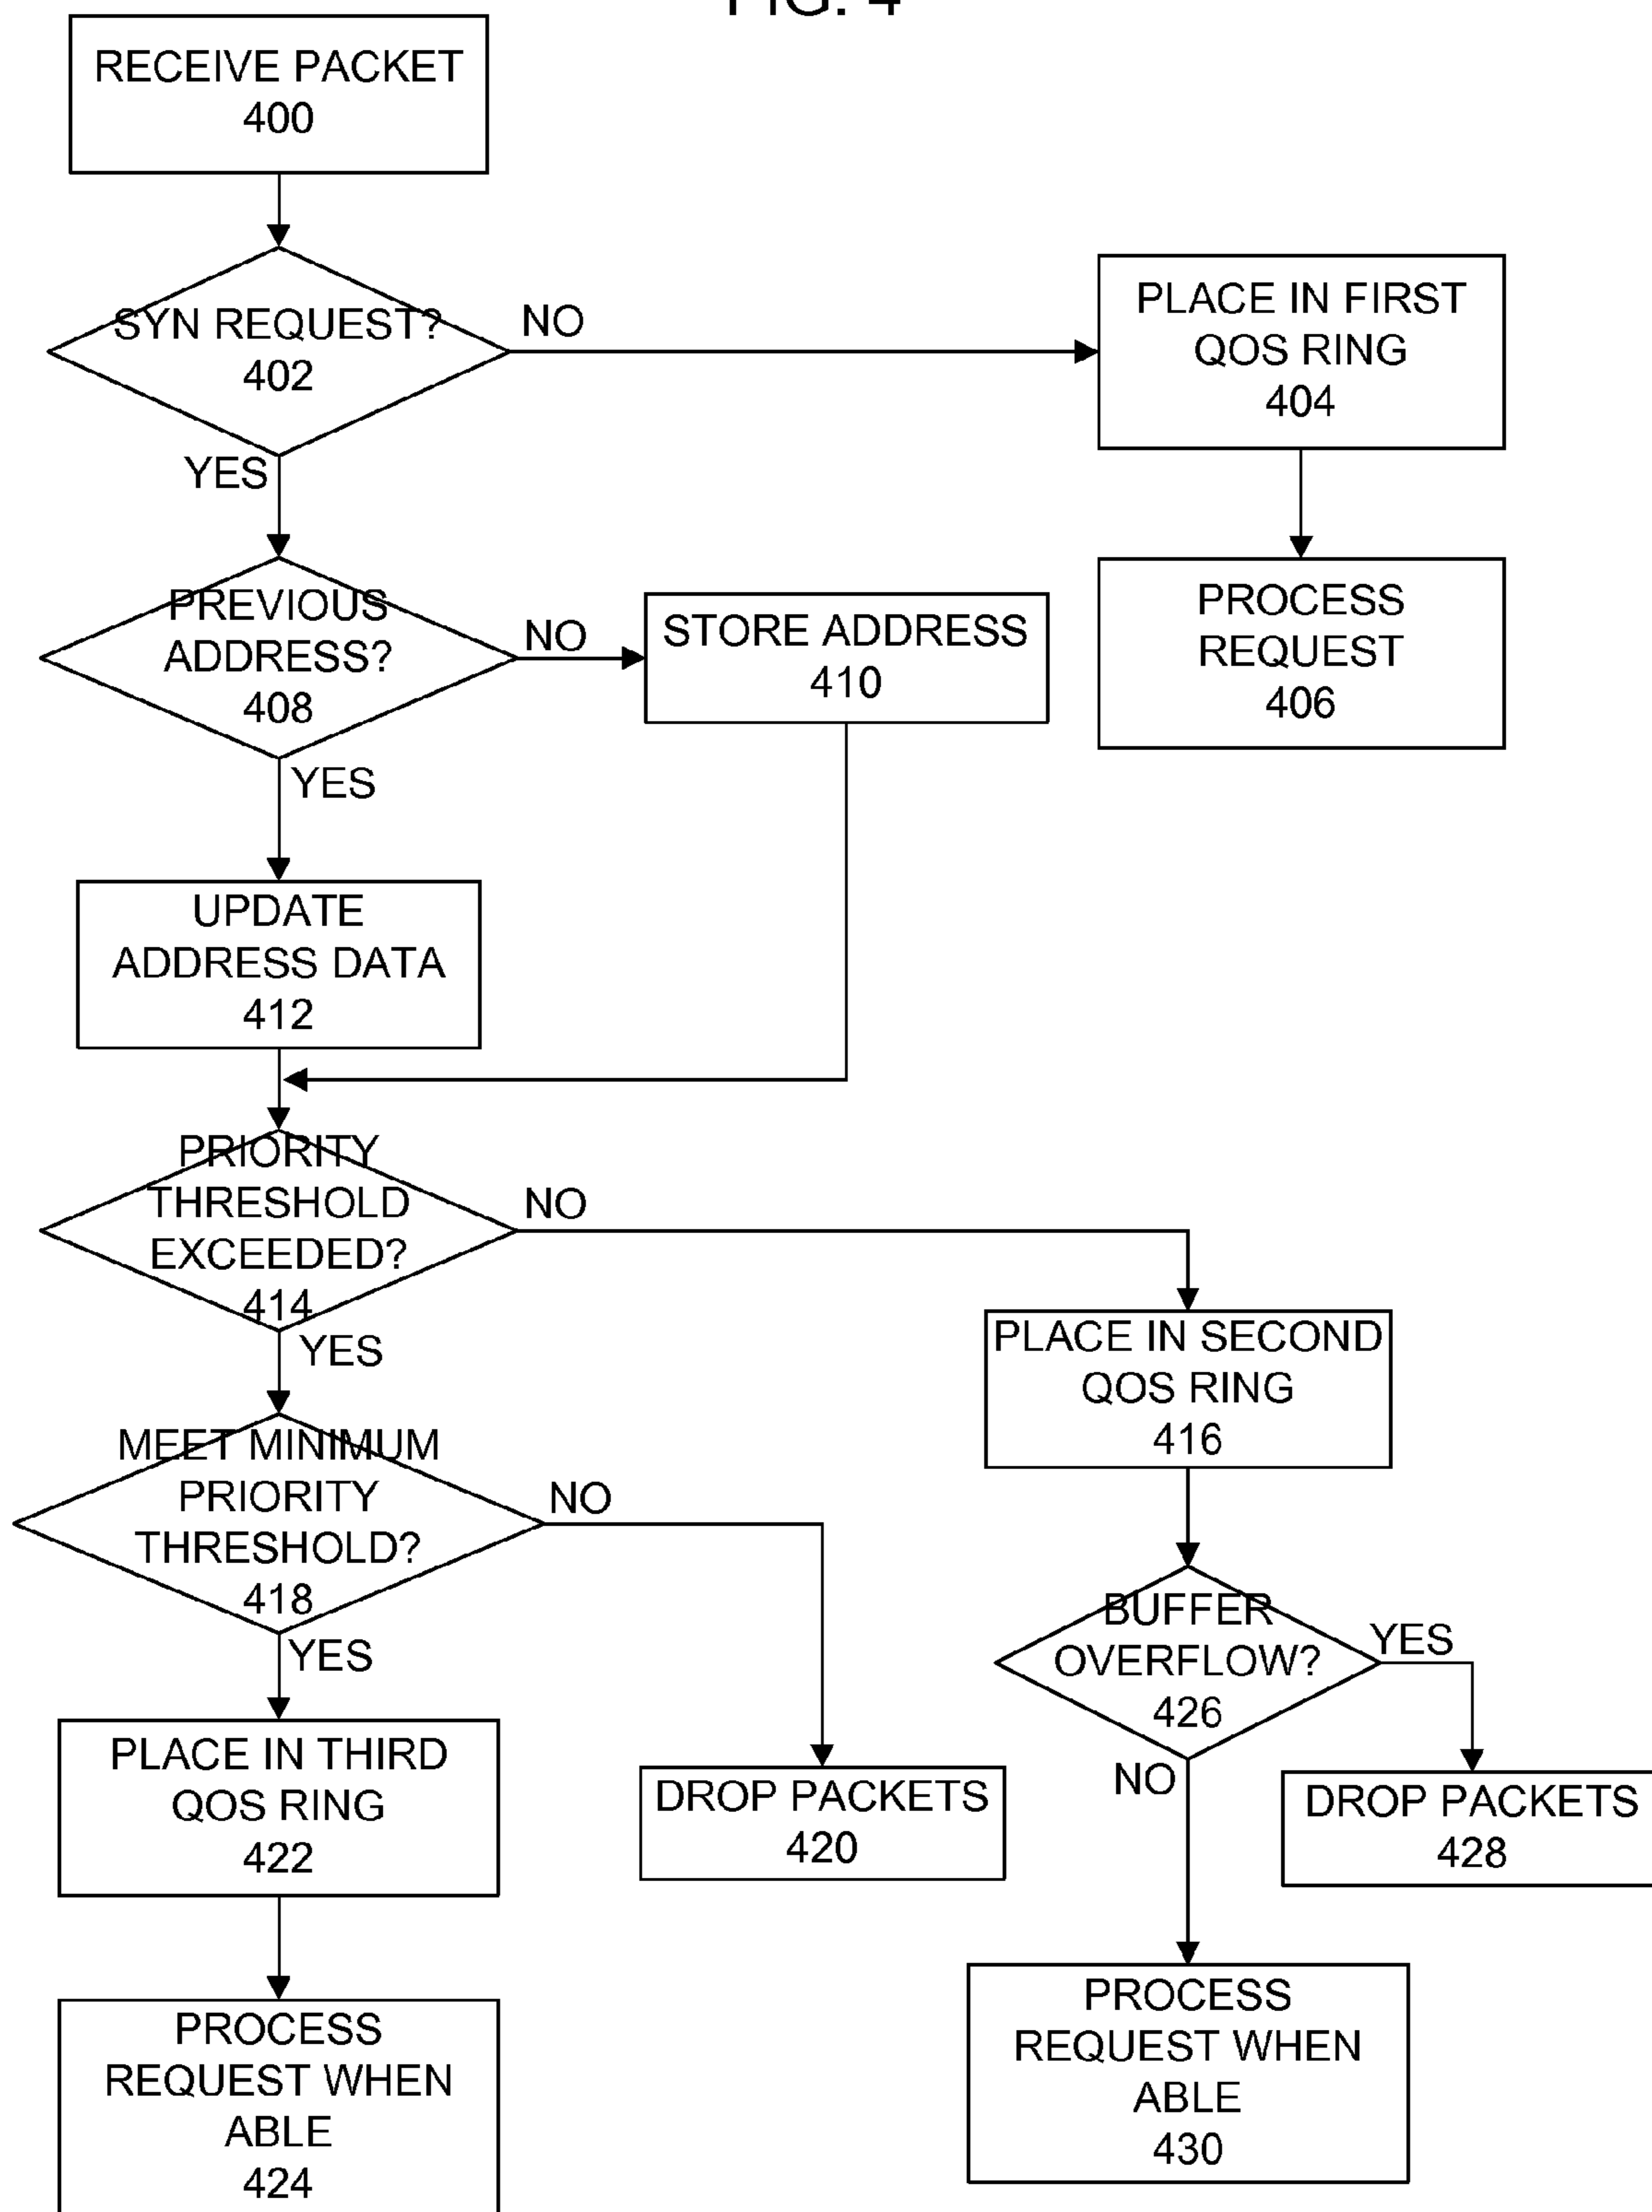 FIG. 4
RECEIVE PACKET
400
SYN REQUEST?
402
NO
YES
PLACE IN FIRST
QOS RING
404
PROCESS
REQUEST
406
PREVIOUS
ADDRESS?
408
NO
YES
STORE ADDRESS
410
UPDATE
ADDRESS DATA
412
PRIORITY
THRESHOLD
EXCEEDED?
414
NO
YES
PLACE IN SECOND
QOS RING
416
MEET MINIMUM
PRIORITY
THRESHOLD?
418
NO
YES
BUFFER
OVERFLOW?
426
YES
NO
PLACE IN THIRD
QOS RING
422
DROP PACKETS
420
DROP PACKETS
428
PROCESS
REQUEST WHEN
ABLE
424
PROCESS
REQUEST WHEN
ABLE
430